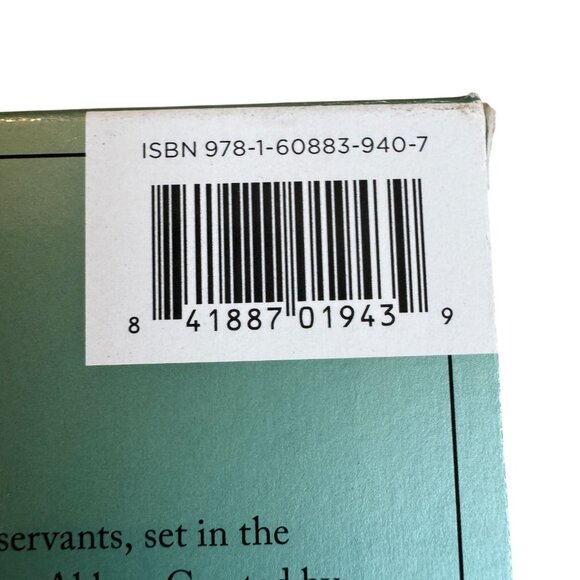 ISBN 978-1-60883-940-7
8 41887 01943 9
servants, set in the